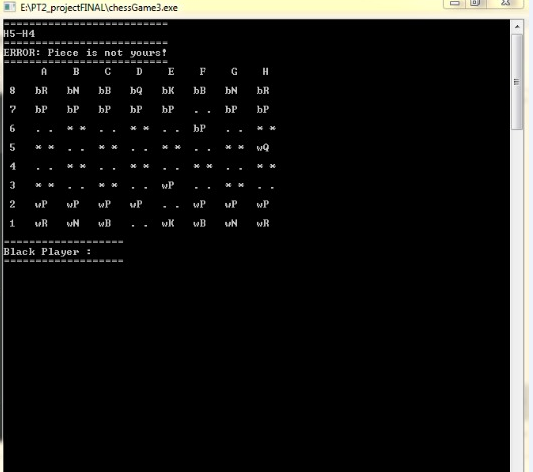 E:\PT2_projectFINAL\chessGame3.exe
========================
H5-H4
========================
ERROR: Piece is not yours!
========================
A B C D E F G H
8 bR bN bB bQ bK bB bN bR
7 bP bP bP bP bP . . bP bP
6 . . * * . . * * . . bP . . * *
5 * * . . * * . . * * . . * * wQ
4 . . * * . . * * . . * * . . * *
3 * * . . * * . . wP . . * * . .
2 wP wP wP wP . . wP wP wP
1 wR wN wB . . wK wB wN wR
==================
Black Player :
==================